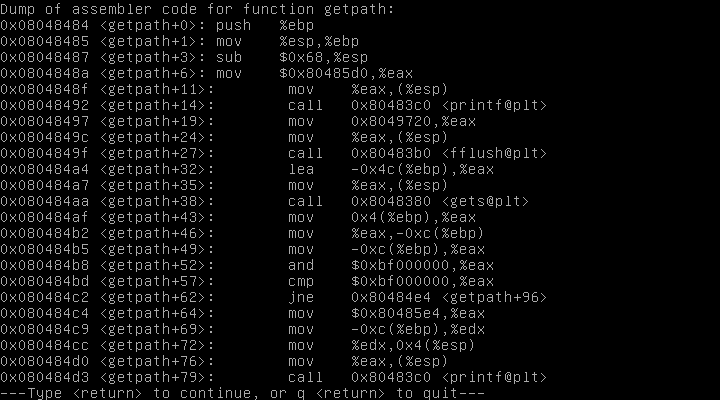 Dump of assembler code for function getpath:
0x08048484 <getpath+0>: push   %ebp
0x08048485 <getpath+1>: mov    %esp,%ebp
0x08048487 <getpath+3>: sub    $0x68,%esp
0x0804848a <getpath+6>: mov    $0x80485d0,%eax
0x0804848f <getpath+11>:        mov    %eax,(%esp)
0x08048492 <getpath+14>:        call   0x80483c0 <printf@plt>
0x08048497 <getpath+19>:        mov    0x8049720,%eax
0x0804849c <getpath+24>:        mov    %eax,(%esp)
0x0804849f <getpath+27>:        call   0x80483b0 <fflush@plt>
0x080484a4 <getpath+32>:        lea    -0x4c(%ebp),%eax
0x080484a7 <getpath+35>:        mov    %eax,(%esp)
0x080484aa <getpath+38>:        call   0x8048380 <gets@plt>
0x080484af <getpath+43>:        mov    0x4(%ebp),%eax
0x080484b2 <getpath+46>:        mov    %eax,-0xc(%ebp)
0x080484b5 <getpath+49>:        mov    -0xc(%ebp),%eax
0x080484b8 <getpath+52>:        and    $0xbf000000,%eax
0x080484bd <getpath+57>:        cmp    $0xbf000000,%eax
0x080484c2 <getpath+62>:        jne    0x80484e4 <getpath+96>
0x080484c4 <getpath+64>:        mov    $0x80485e4,%eax
0x080484c9 <getpath+69>:        mov    -0xc(%ebp),%edx
0x080484cc <getpath+72>:        mov    %edx,0x4(%esp)
0x080484d0 <getpath+76>:        mov    %eax,(%esp)
0x080484d3 <getpath+79>:        call   0x80483c0 <printf@plt>
---Type <return> to continue, or q <return> to quit---